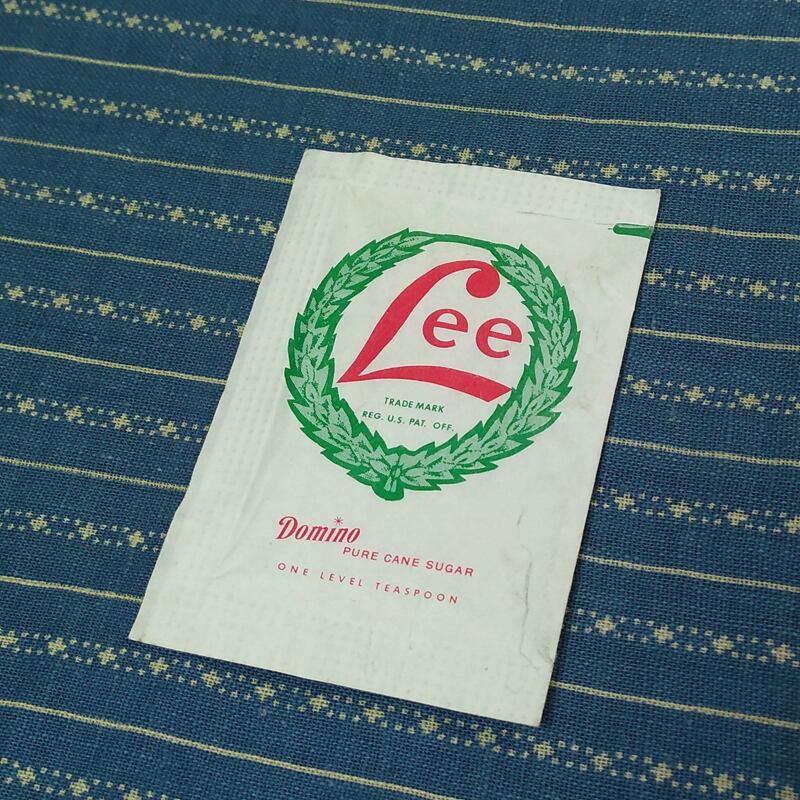 Lee
TRADE MARK
REG. U.S. PAT. OFF.
Domino
PURE CANE SUGAR
ONE LEVEL TEASPOON